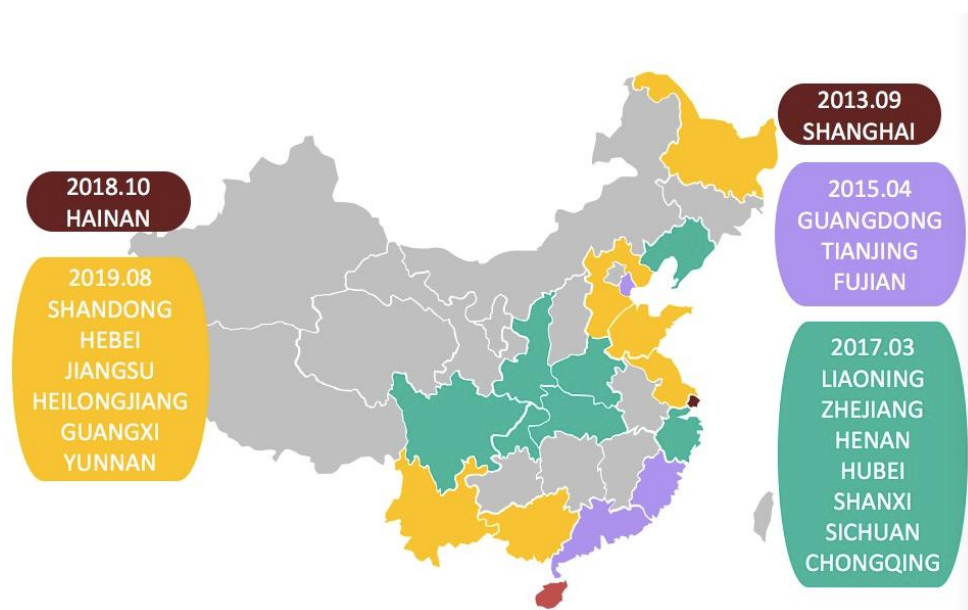 2018.10
HAINAN
2019.08
SHANDONG
HEBEI
JIANGSU
HEILONGJIANG
GUANGXI
YUNNAN
2013.09
SHANGHAI
2015.04
GUANGDONG
TIANJING
FUJIAN
2017.03
LIAONING
ZHEJIANG
HENAN
HUBEI
SHANXI
SICHUAN
CHONGQING